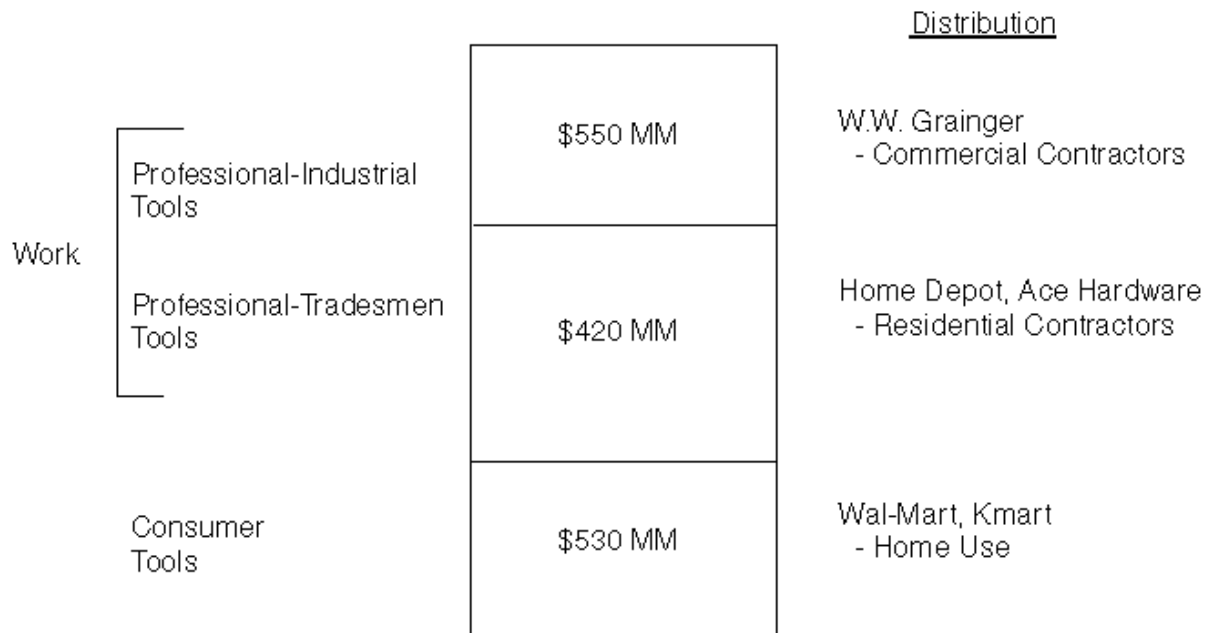 Distribution
$550 MM
W.W. Grainger
- Commercial Contractors
Professional-Industrial
Tools
Work
Professional-Tradesmen
Tools
$420 MM
Home Depot, Ace Hardware
- Residential Contractors
Consumer
Tools
$530 MM
Wal-Mart, Kmart
- Home Use